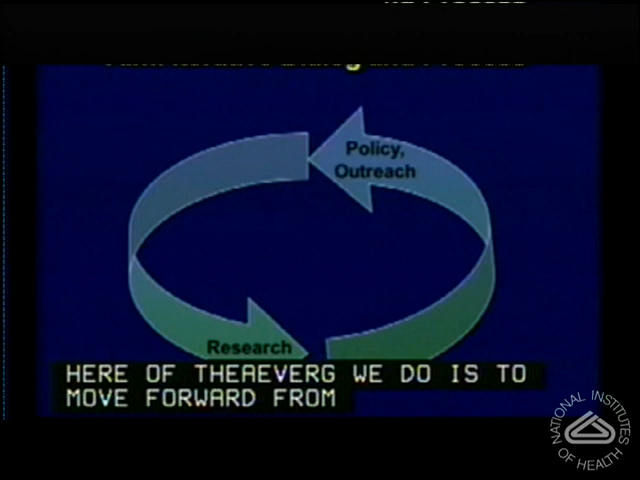 Policy,
Outreach
Research
HERE OF THEAEVERG WE DO IS TO
MOVE FORWARD FROM
NATIONAL INSTITUTES
OF HEALTH